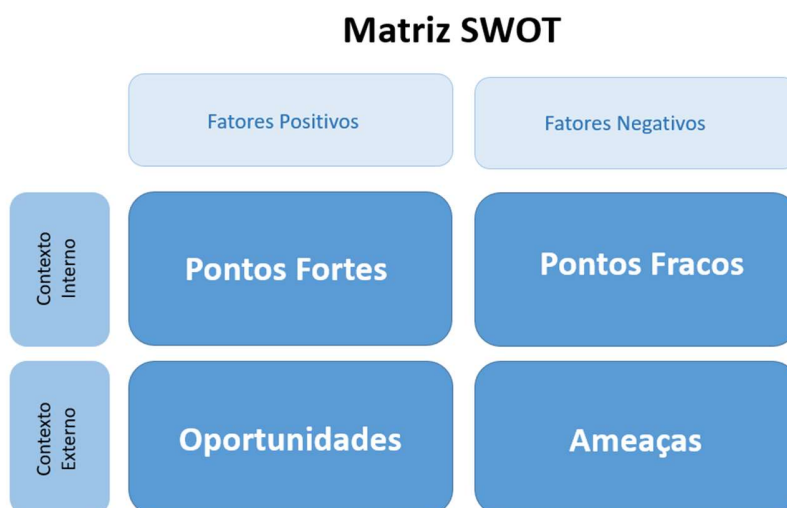 Matriz SWOT
Fatores Positivos
Fatores Negativos
Contexto
Interno
Pontos Fortes
Pontos Fracos
Contexto
Externo
Oportunidades
Ameaças